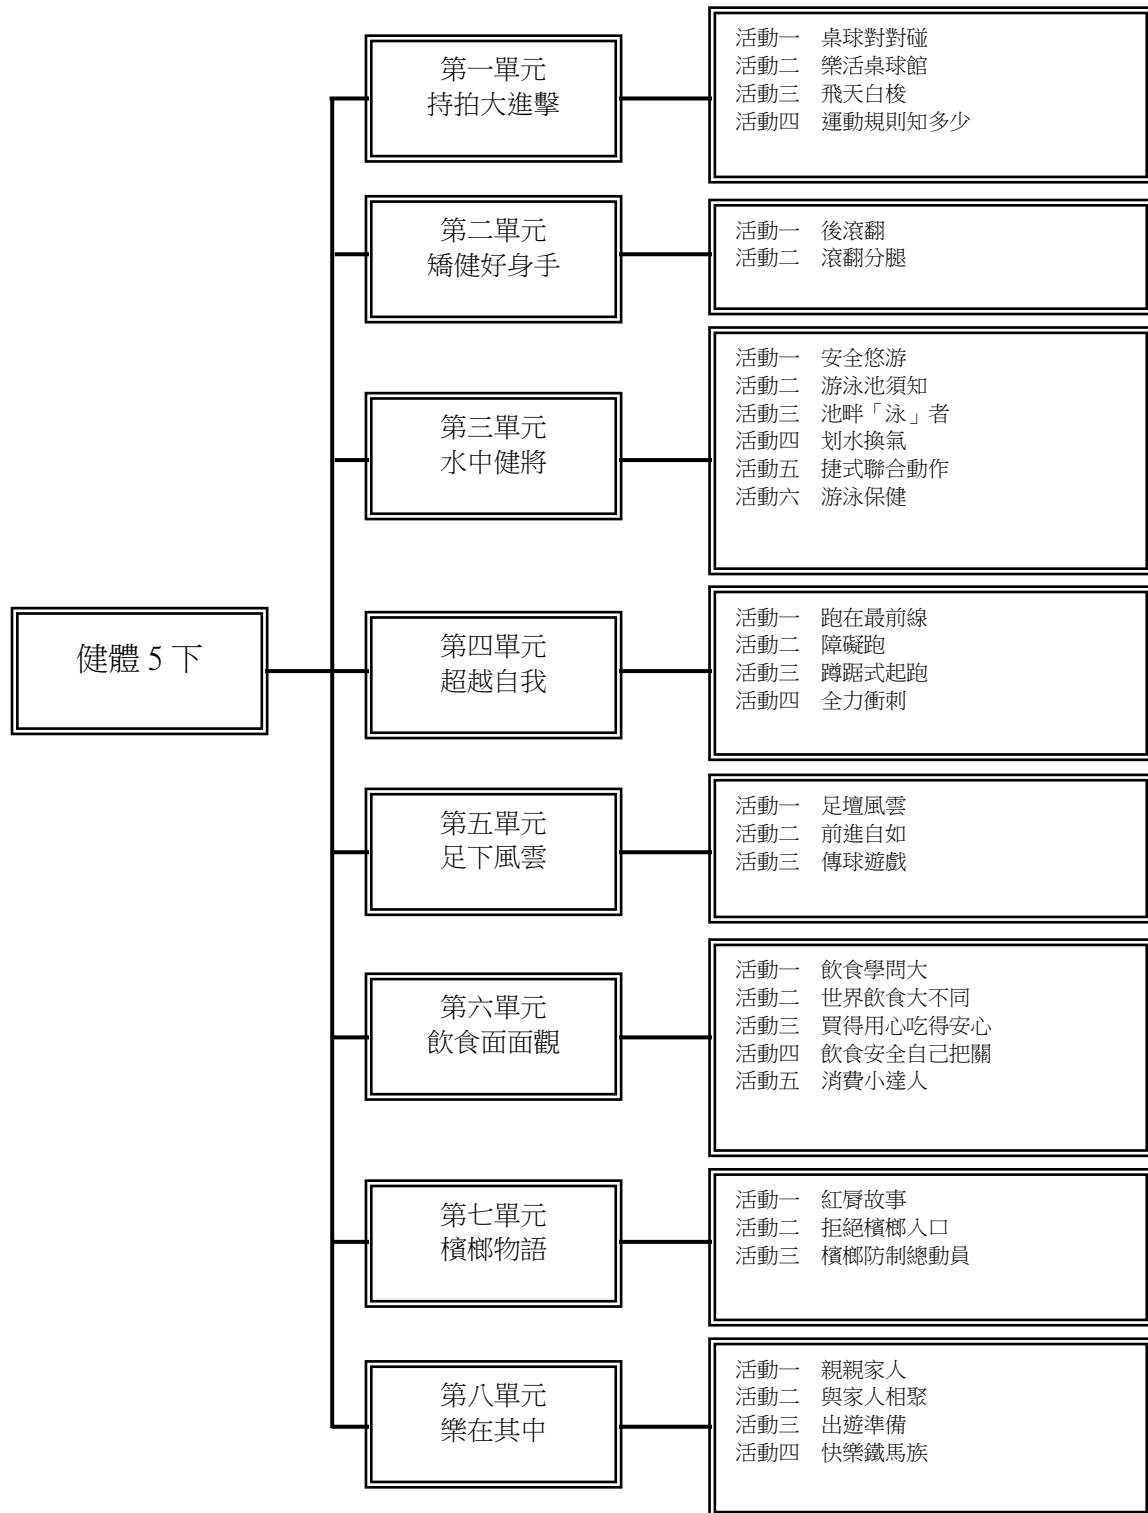 健體 5 下
第一單元
持拍大進擊
活動一　桌球對對碰
活動二　樂活桌球館
活動三　飛天白梭
活動四　運動規則知多少
第二單元
矯健好身手
活動一　後滾翻
活動二　滾翻分腿
第三單元
水中健將
活動一　安全悠游
活動二　游泳池須知
活動三　池畔「泳」者
活動四　划水換氣
活動五　捷式聯合動作
活動六　游泳保健
第四單元
超越自我
活動一　跑在最前線
活動二　障礙跑
活動三　蹲踞式起跑
活動四　全力衝刺
第五單元
足下風雲
活動一　足壇風雲
活動二　前進自如
活動三　傳球遊戲
第六單元
飲食面面觀
活動一　飲食學問大
活動二　世界飲食大不同
活動三　買得用心吃得安心
活動四　飲食安全自己把關
活動五　消費小達人
第七單元
檳榔物語
活動一　紅脣故事
活動二　拒絕檳榔入口
活動三　檳榔防制總動員
第八單元
樂在其中
活動一　親親家人
活動二　與家人相聚
活動三　出遊準備
活動四　快樂鐵馬族